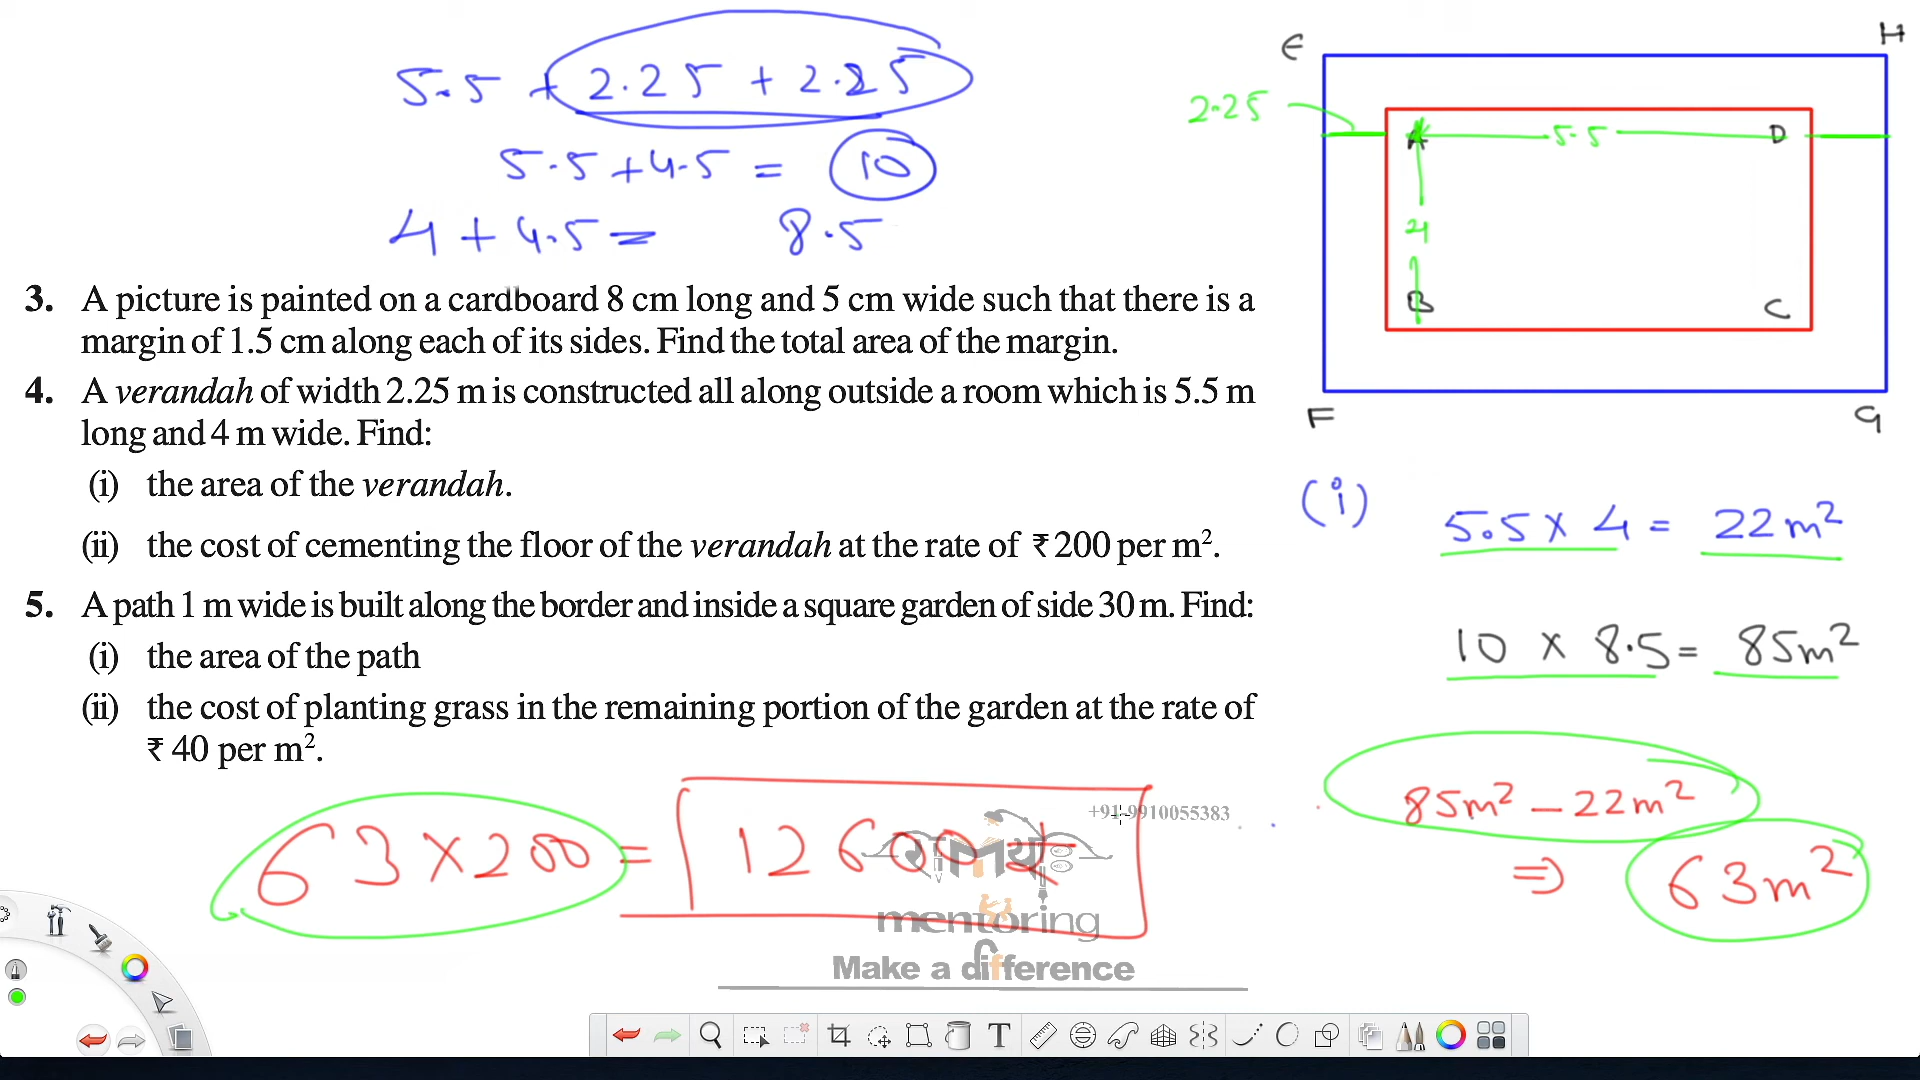 5.5 + 2.25 + 2.25
5.5 + 4.5 = 10
4 + 4.5 = 8.5
3. A picture is painted on a cardboard 8 cm long and 5 cm wide such that there is a
margin of 1.5 cm along each of its sides. Find the total area of the margin.
4. A verandah of width 2.25 m is constructed all along outside a room which is 5.5 m
long and 4 m wide. Find:
(i) the area of the verandah.
(ii) the cost of cementing the floor of the verandah at the rate of ₹ 200 per m².
5. A path 1 m wide is built along the border and inside a square garden of side 30 m. Find:
(i) the area of the path
(ii) the cost of planting grass in the remaining portion of the garden at the rate of
₹ 40 per m².
63 x 200 = 12600
+91-9910055383
mentoring
Make a difference
E H
2.25
A 5.5 D
4
B C
F G
(i) 5.5 x 4 = 22m²
10 x 8.5 = 85m²
85m² - 22m²
⇒ 63m²
T